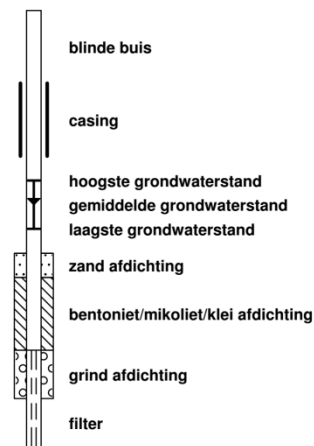 blinde buis
casing
hoogste grondwaterstand
gemiddelde grondwaterstand
laagste grondwaterstand
zand afdichting
bentoniet/mikoliet/klei afdichting
grind afdichting
filter